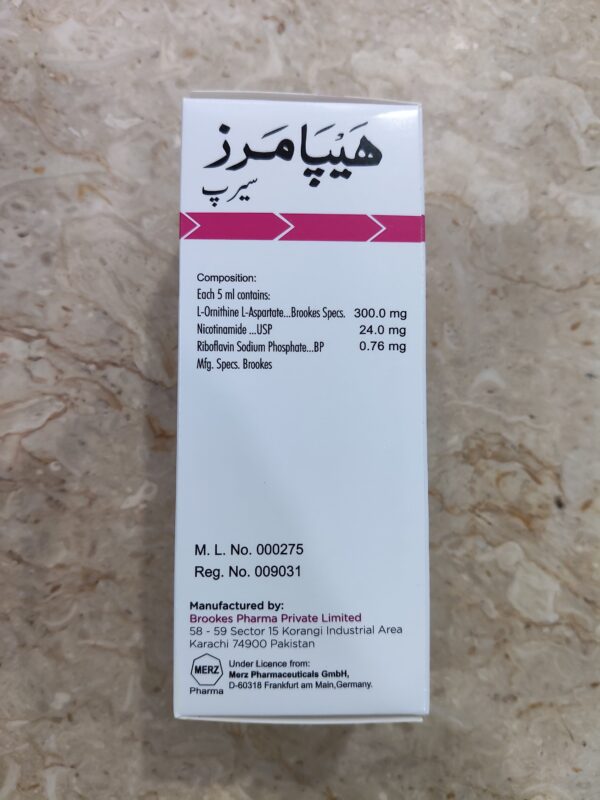 ھَیپَا مَرز
سیرپ
Composition:
Each 5 ml contains:
L-Ornithine L-Aspartate...Brookes Specs. 300.0 mg
Nicotinamide ...USP 24.0 mg
Riboflavin Sodium Phosphate...BP 0.76 mg
Mfg. Specs. Brookes
M. L. No. 000275
Reg. No. 009031
Manufactured by:
Brookes Pharma Private Limited
58 - 59 Sector 15 Korangi Industrial Area
Karachi 74900 Pakistan
MERZ
Pharma
Under Licence from:
Merz Pharmaceuticals GmbH,
D-60318 Frankfurt am Main,Germany.